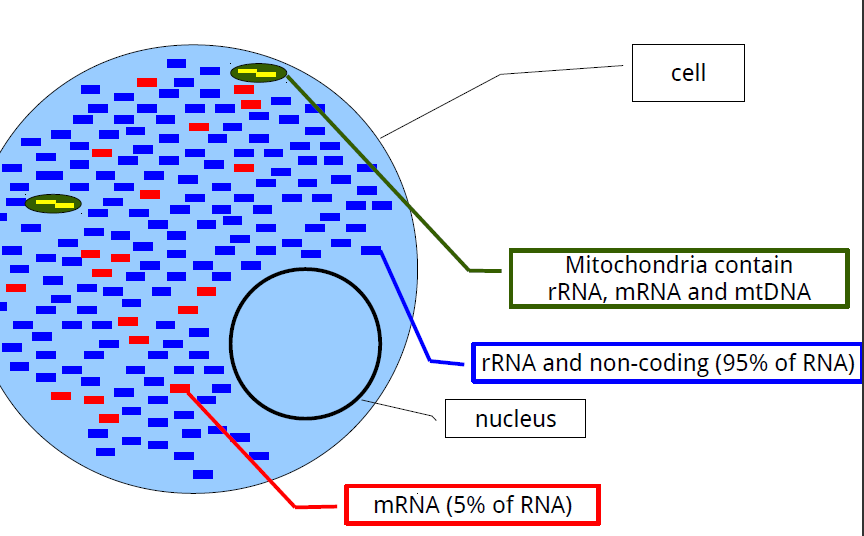 cell
Mitochondria contain
rRNA, mRNA and mtDNA
rRNA and non-coding (95% of RNA)
nucleus
mRNA (5% of RNA)